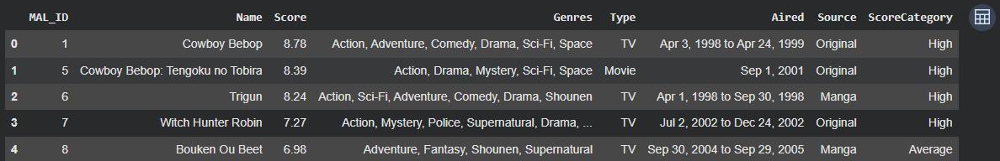 MAL_ID Name Score Genres Type Aired Source ScoreCategory
0 1 Cowboy Bebop 8.78 Action, Adventure, Comedy, Drama, Sci-Fi, Space TV Apr 3, 1998 to Apr 24, 1999 Original High
1 5 Cowboy Bebop: Tengoku no Tobira 8.39 Action, Drama, Mystery, Sci-Fi, Space Movie Sep 1, 2001 Original High
2 6 Trigun 8.24 Action, Sci-Fi, Adventure, Comedy, Drama, Shounen TV Apr 1, 1998 to Sep 30, 1998 Manga High
3 7 Witch Hunter Robin 7.27 Action, Mystery, Police, Supernatural, Drama, ... TV Jul 2, 2002 to Dec 24, 2002 Original High
4 8 Bouken Ou Beet 6.98 Adventure, Fantasy, Shounen, Supernatural TV Sep 30, 2004 to Sep 29, 2005 Manga Average